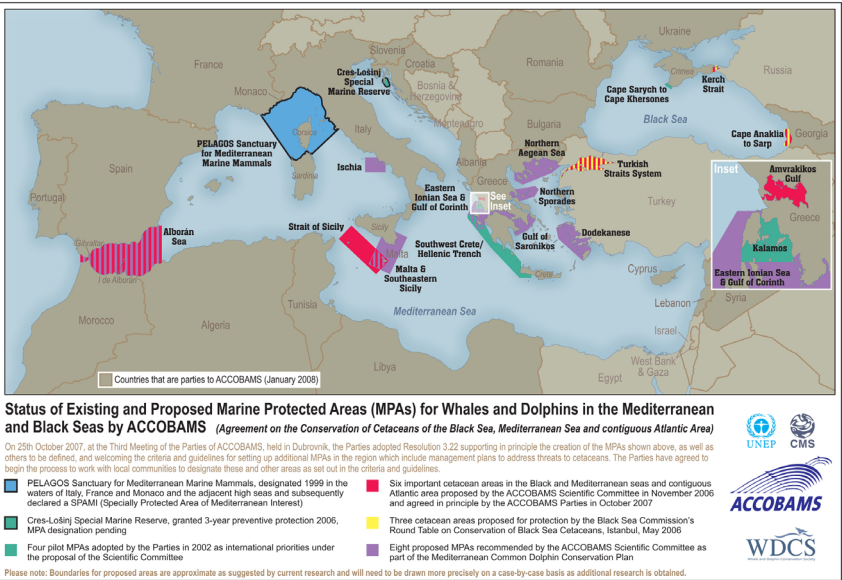 Ukraine
Slovenia
France
Croatia
Romania
Russia
Crimea
Kerch
Strait
Cres-Lošinj
Special
Marine Reserve
Bosnia &
Herzegovina
Cape Sarych to
Cape Khersones
Monaco
Black Sea
Montenegro
Italy
Bulgaria
Corsica
Cape Anaklia
to Sarp
Georgia
PELAGOS Sanctuary
for Mediterranean
Marine Mammals
Northern
Aegean Sea
Albania
Turkish
Straits System
Ischia
Spain
Sardinia
Greece
Inset
Amvrakikos
Gulf
Eastern
Ionian Sea &
Gulf of Corinth
See
Inset
Northern
Sporades
Portugal
Turkey
Greece
Alborán
Sea
Strait of Sicily
Sicily
Dodekanese
Gulf of
Saronikos
Gibraltar
Southwest Crete/
Hellenic Trench
Kalamos
Malta
Malta &
Southeastern
Sicily
Crete
Cyprus
Eastern Ionian Sea
& Gulf of Corinth
I de Alborán
Syria
Tunisia
Lebanon
Mediterranean Sea
Morocco
Algeria
Israel
Libya
West Bank
& Gaza
Egypt
Countries that are parties to ACCOBAMS (January 2008)
Status of Existing and Proposed Marine Protected Areas (MPAs) for Whales and Dolphins in the Mediterranean
and Black Seas by ACCOBAMS (Agreement on the Conservation of Cetaceans of the Black Sea, Mediterranean Sea and contiguous Atlantic Area)
On 25th October 2007, at the Third Meeting of the Parties of ACCOBAMS, held in Dubrovnik, the Parties adopted Resolution 3.22 supporting in principle the creation of the MPAs shown above, as well as
others to be defined, and welcoming the criteria and guidelines for setting up additional MPAs in the region which include management plans to address threats to cetaceans. The Parties have agreed to
begin the process to work with local communities to designate these and other areas as set out in the criteria and guidelines.
UNEP
CMS
PELAGOS Sanctuary for Mediterranean Marine Mammals, designated 1999 in the
waters of Italy, France and Monaco and the adjacent high seas and subsequently
declared a SPAMI (Specially Protected Area of Mediterranean Interest)
Cres-Lošinj Special Marine Reserve, granted 3-year preventive protection 2006,
MPA designation pending
Four pilot MPAs adopted by the Parties in 2002 as international priorities under
the proposal of the Scientific Committee
Six important cetacean areas in the Black and Mediterranean seas and contiguous
Atlantic area proposed by the ACCOBAMS Scientific Committee in November 2006
and agreed in principle by the ACCOBAMS Parties in October 2007
Three cetacean areas proposed for protection by the Black Sea Commission's
Round Table on Conservation of Black Sea Cetaceans, Istanbul, May 2006
Eight proposed MPAs recommended by the ACCOBAMS Scientific Committee as
part of the Mediterranean Common Dolphin Conservation Plan
ACCOBAMS
WDCS
Whale and Dolphin Conservation Society
Please note: Boundaries for proposed areas are approximate as suggested by current research and will need to be drawn more precisely on a case-by-case basis as additional research is obtained.